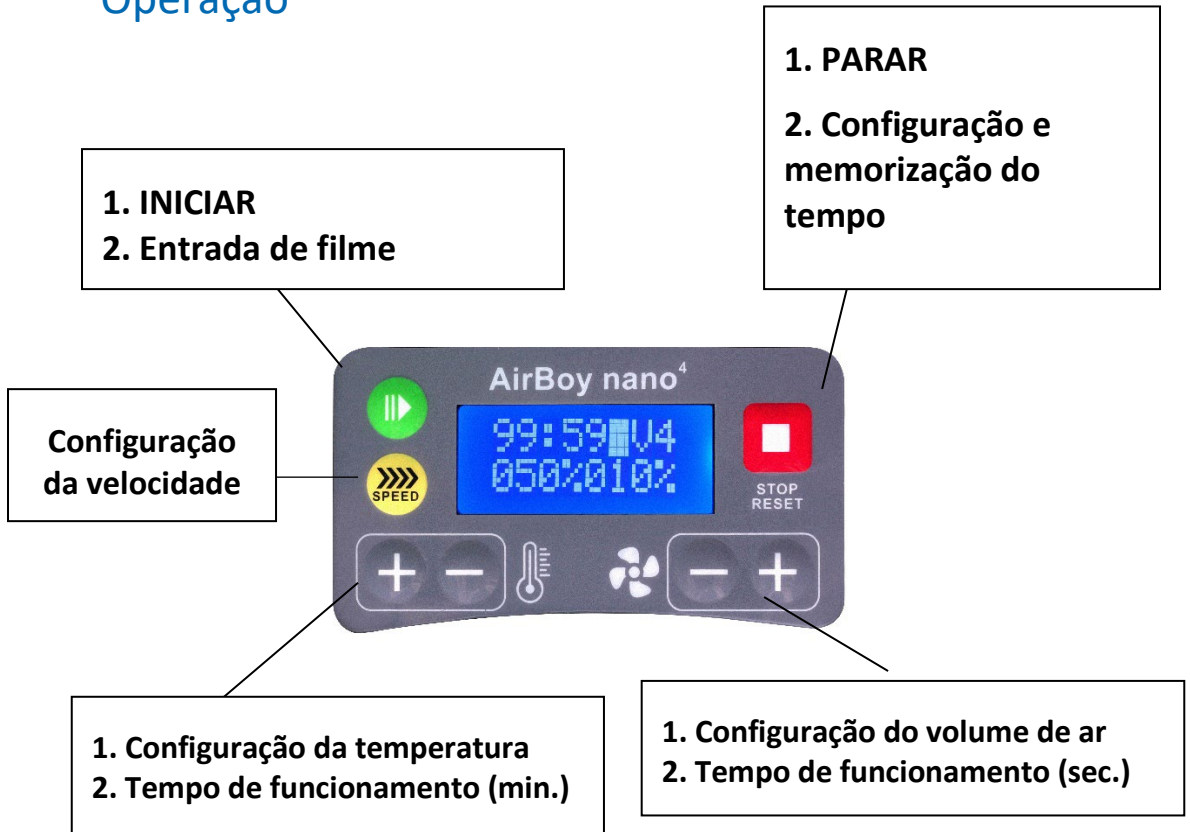 Operação
1. PARAR
2. Configuração e
memorização do
tempo
1. INICIAR
2. Entrada de filme
Configuração
da velocidade
AirBoy nano⁴
99:59 V4
050%010%
SPEED
STOP
RESET
+ − − +
1. Configuração da temperatura
2. Tempo de funcionamento (min.)
1. Configuração do volume de ar
2. Tempo de funcionamento (sec.)